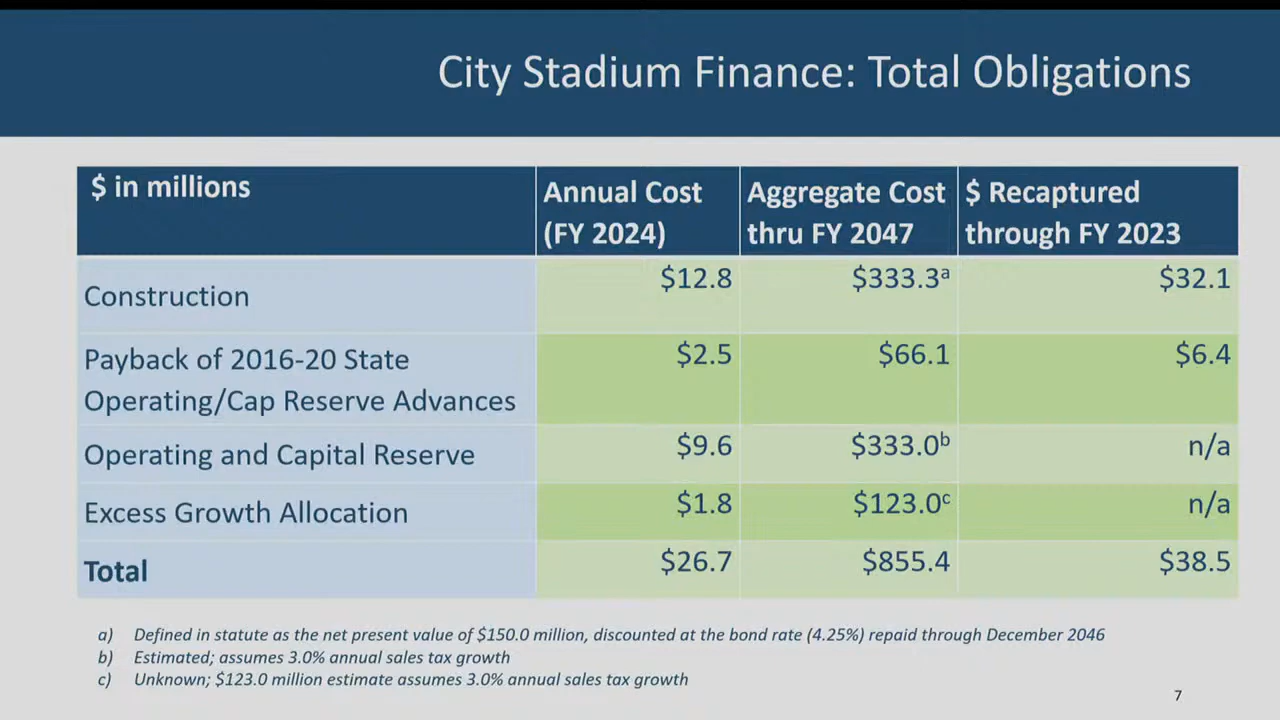 City Stadium Finance: Total Obligations
$ in millions
Annual Cost (FY 2024)
Aggregate Cost thru FY 2047
$ Recaptured through FY 2023
Construction $12.8 $333.3ᵃ $32.1
Payback of 2016-20 State Operating/Cap Reserve Advances $2.5 $66.1 $6.4
Operating and Capital Reserve $9.6 $333.0ᵇ n/a
Excess Growth Allocation $1.8 $123.0ᶜ n/a
Total $26.7 $855.4 $38.5
a) Defined in statute as the net present value of $150.0 million, discounted at the bond rate (4.25%) repaid through December 2046
b) Estimated; assumes 3.0% annual sales tax growth
c) Unknown; $123.0 million estimate assumes 3.0% annual sales tax growth
7